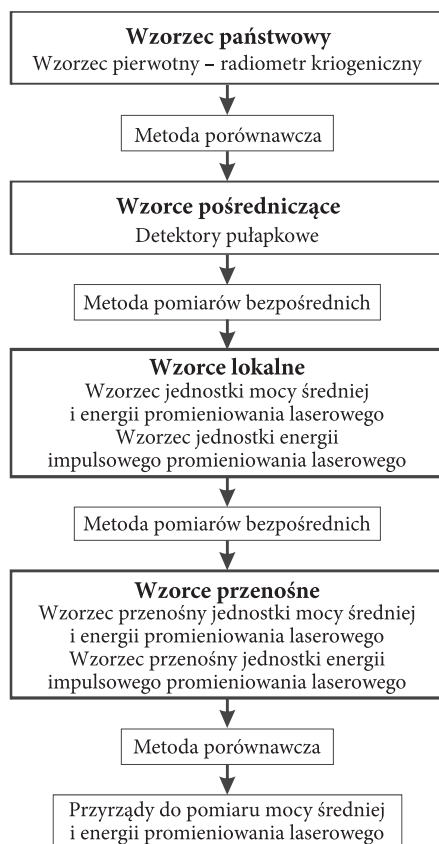 Wzorzec państwowy
Wzorzec pierwotny – radiometr kriogeniczny
Metoda porównawcza
Wzorce pośredniczące
Detektory pułapkowe
Metoda pomiarów bezpośrednich
Wzorce lokalne
Wzorzec jednostki mocy średniej
i energii promieniowania laserowego
Wzorzec jednostki energii
impulsowego promieniowania laserowego
Metoda pomiarów bezpośrednich
Wzorce przenośne
Wzorzec przenośny jednostki mocy średniej
i energii promieniowania laserowego
Wzorzec przenośny jednostki energii
impulsowego promieniowania laserowego
Metoda porównawcza
Przyrządy do pomiaru mocy średniej
i energii promieniowania laserowego